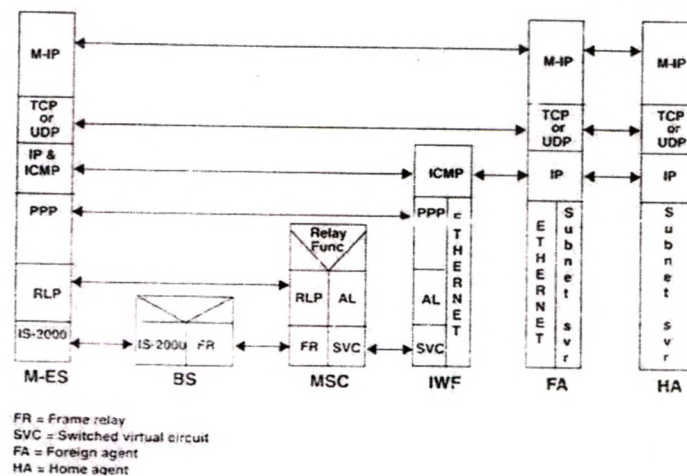 M-IP
M-IP
M-IP
TCP
or
UDP
TCP
or
UDP
TCP
or
UDP
IP &
ICMP
ICMP
IP
IP
PPP
PPP
ETHERNET
ETHERNET
Subnet svr
Subnet svr
Relay
Func
RLP
RLP
AL
AL
IS-2000
IS-2000
FR
FR
SVC
SVC
M-ES
BS
MSC
IWF
FA
HA
FR = Frame relay
SVC = Switched virtual circuit
FA = Foreign agent
HA = Home agent